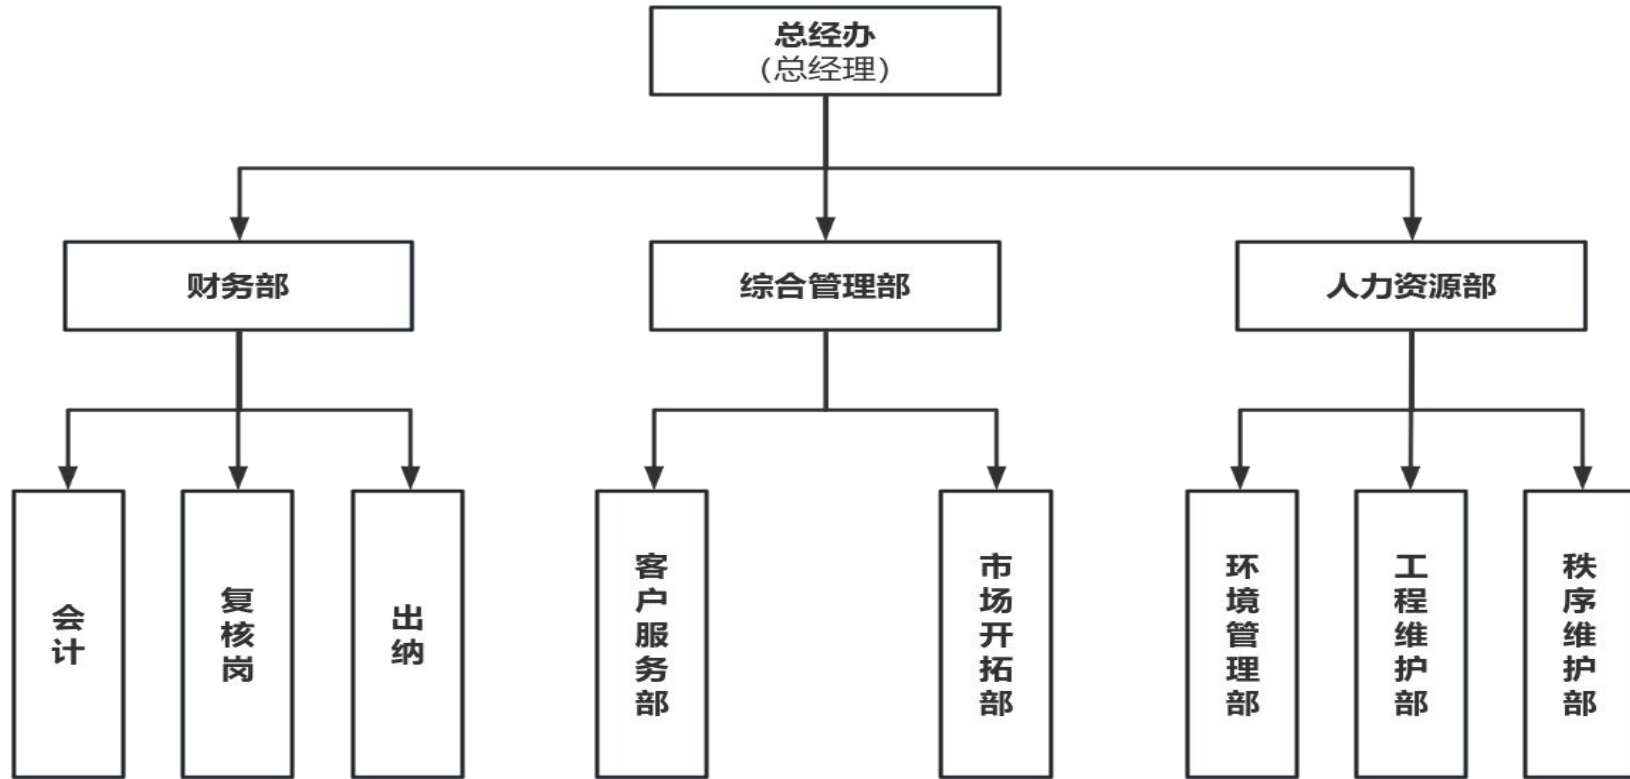 总经办
(总经理)
财务部
综合管理部
人力资源部
会计
复核岗
出纳
客户服务部
市场开拓部
环境管理部
工程维护部
秩序维护部